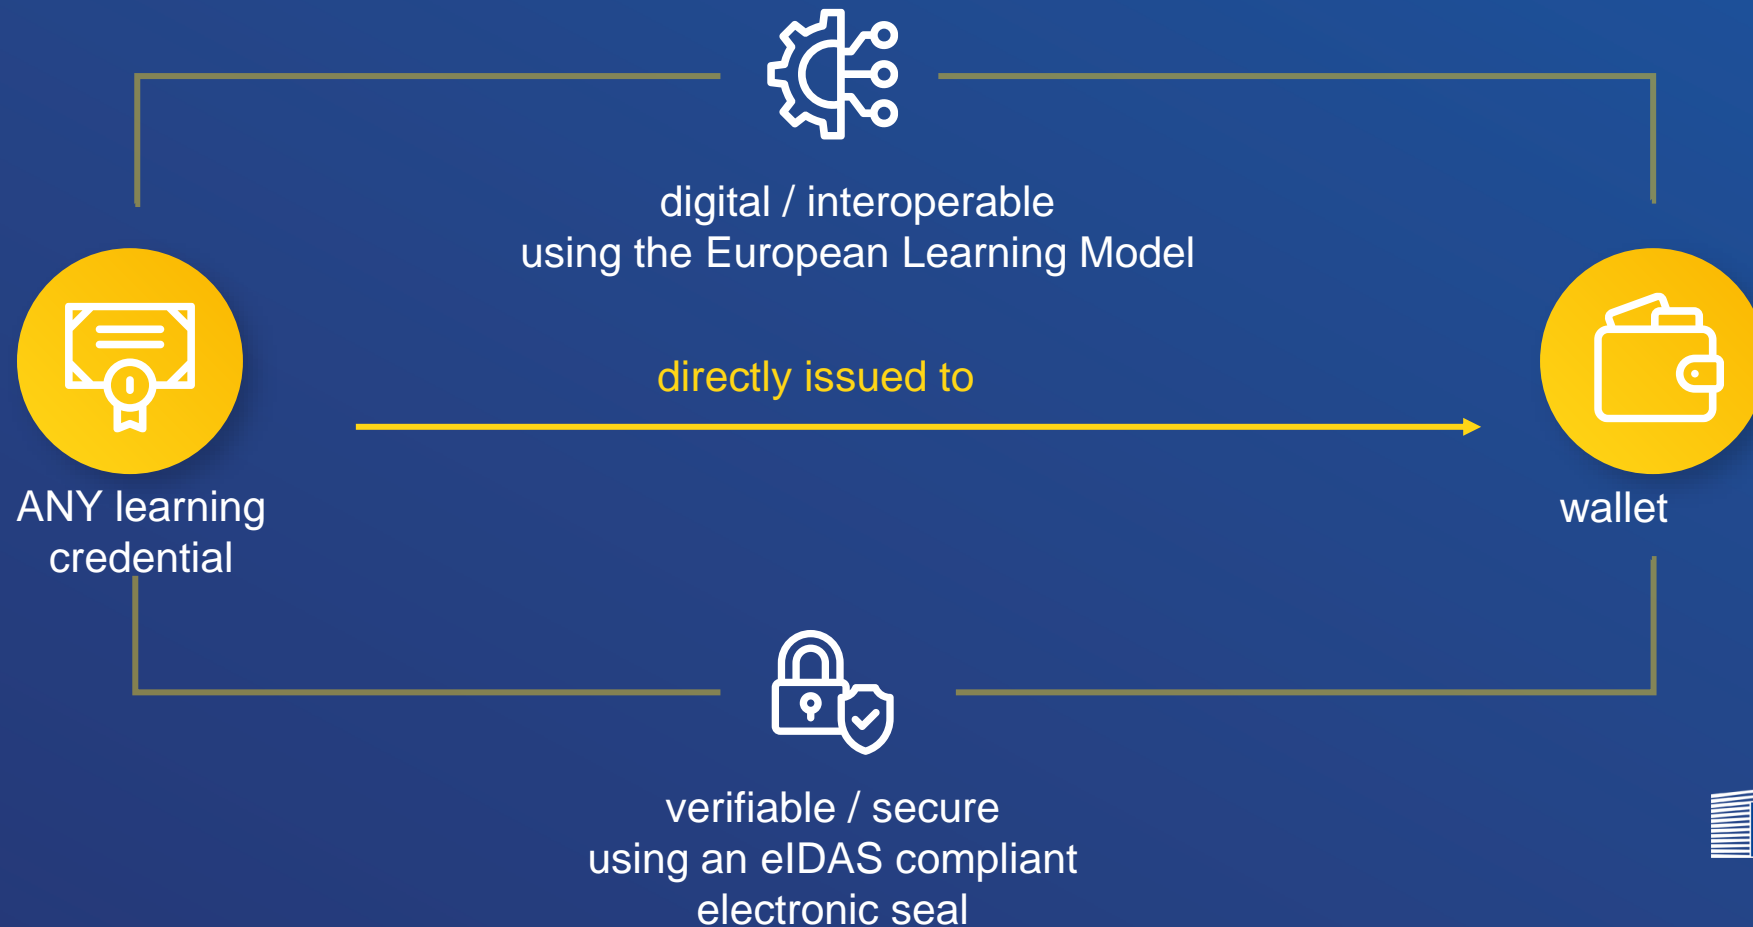 digital / interoperable
using the European Learning Model
directly issued to
ANY learning
credential
wallet
verifiable / secure
using an eIDAS compliant
electronic seal